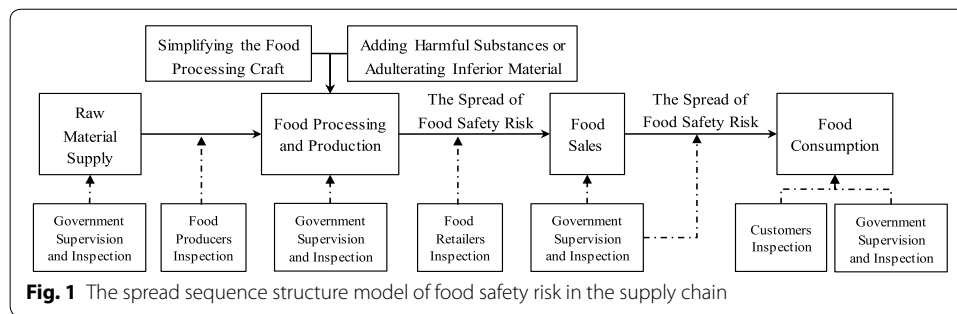 Simplifying the Food
Processing Craft
Adding Harmful Substances or
Adulterating Inferior Material
Raw
Material
Supply
Food Processing
and Production
The Spread of
Food Safety Risk
Food
Sales
The Spread of
Food Safety Risk
Food
Consumption
Government
Supervision
and Inspection
Food
Producers
Inspection
Government
Supervision
and Inspection
Food
Retailers
Inspection
Government
Supervision
and Inspection
Customers
Inspection
Government
Supervision
and Inspection
Fig. 1 The spread sequence structure model of food safety risk in the supply chain